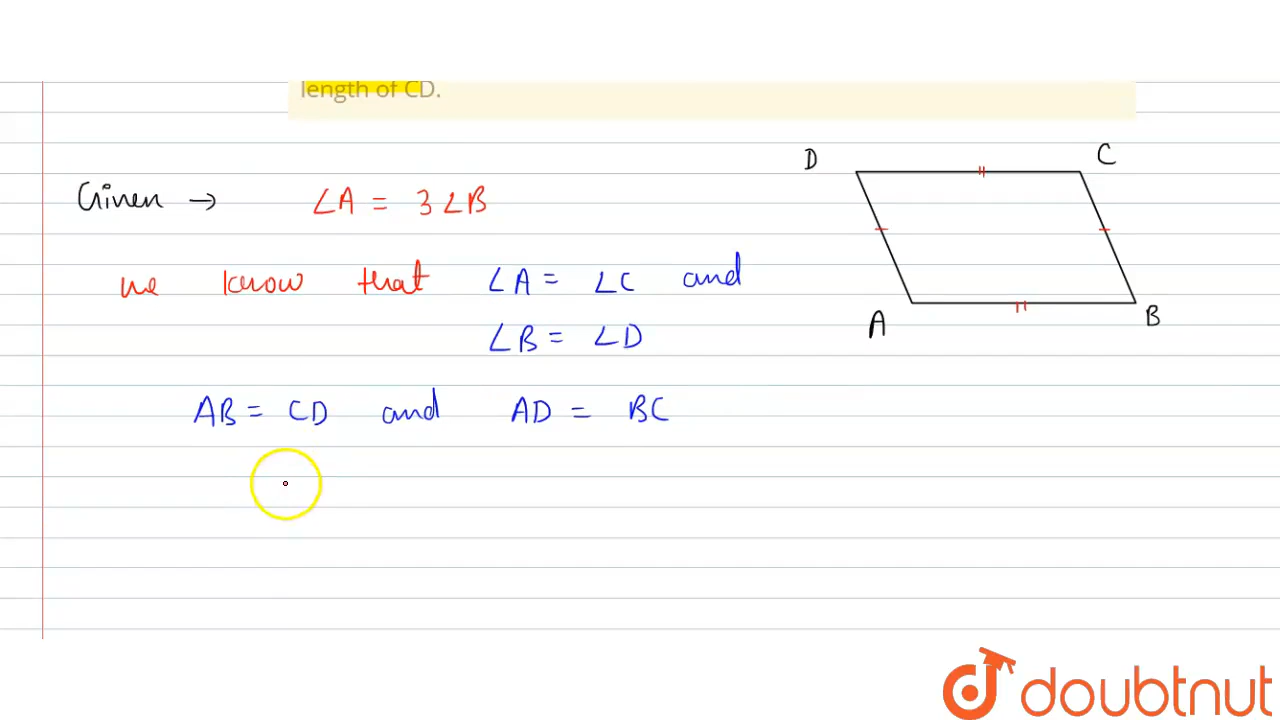 length of CD.
D
C
Given → ∠A = 3∠B
we know that ∠A = ∠C and
∠B = ∠D
A
B
AB = CD and AD = BC
doubtnut